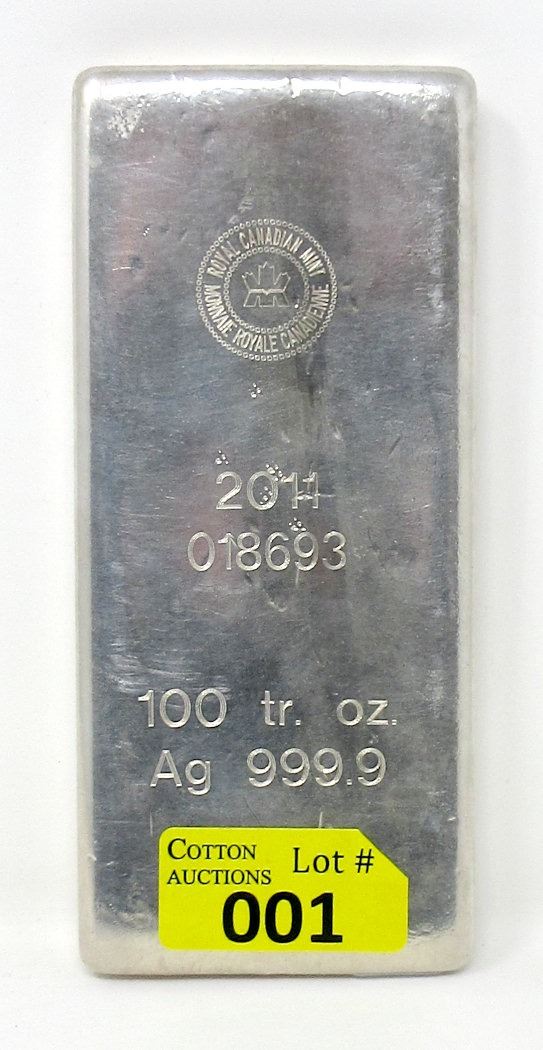 ROYAL CANADIAN MINT
MONNAIE ROYALE CANADIENNE
2011
018693
100 tr. oz.
Ag 999.9
COTTON AUCTIONS
Lot #
001